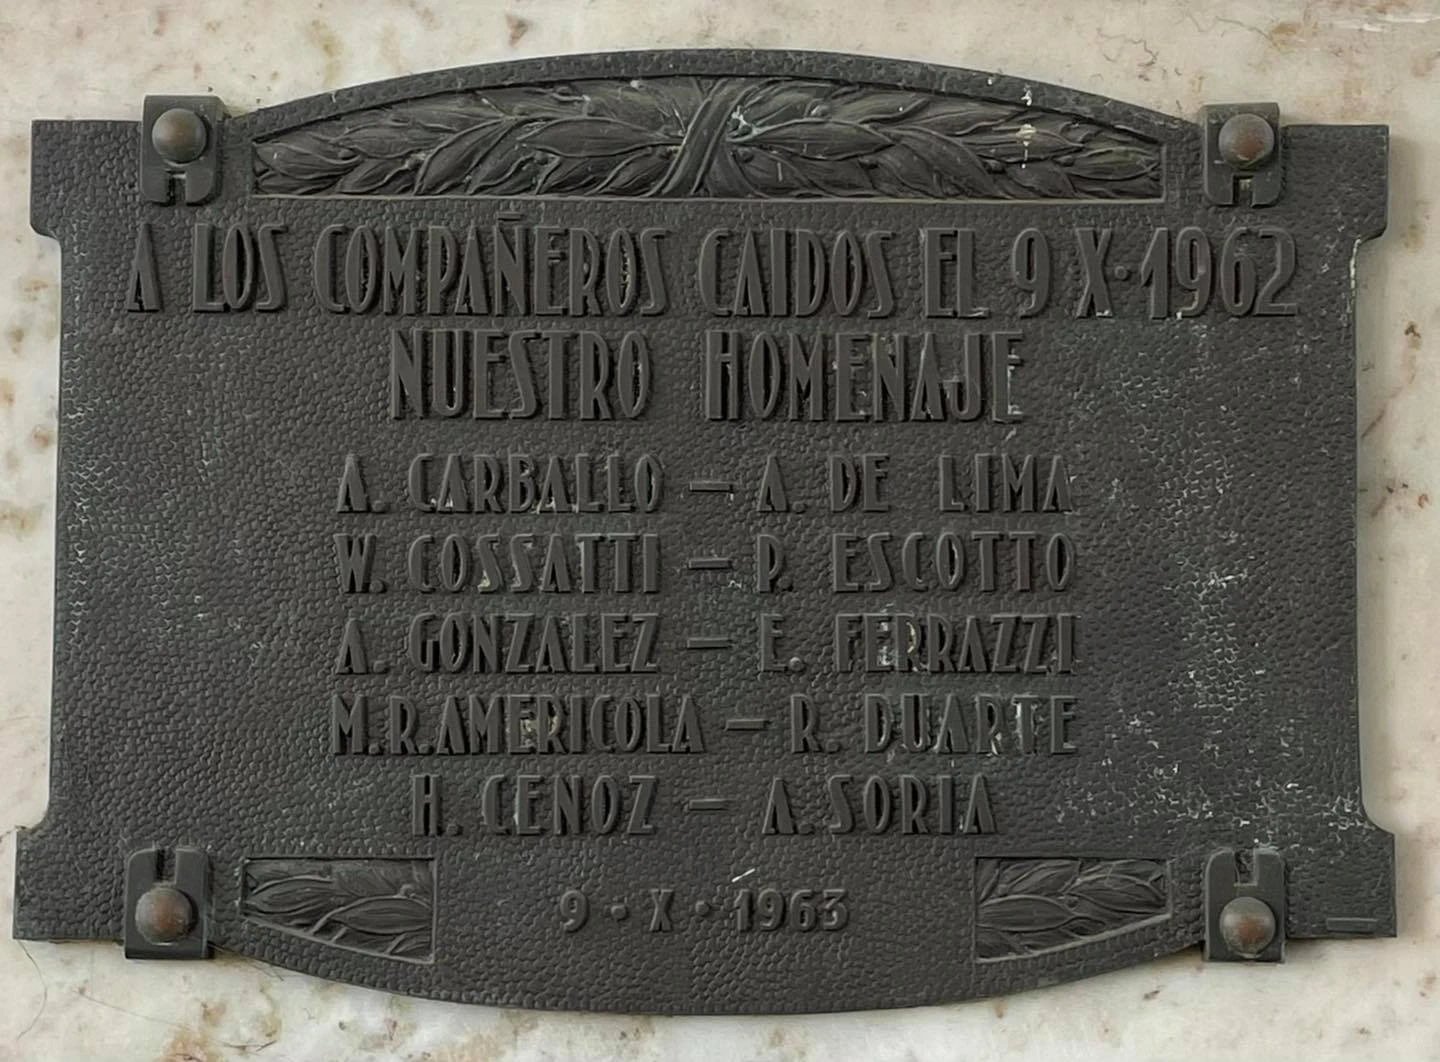 A LOS COMPAÑEROS CAIDOS EL 9 X·1962
NUESTRO HOMENAJE
A. CARBALLO — A. DE LIMA
W. COSSATTI — R. ESCOTTO
A. GONZALEZ — E. FERRAZZI
M.R.AMERICOLA — R. DUARTE
H. CENOZ — A.SORIA
9 · X · 1963